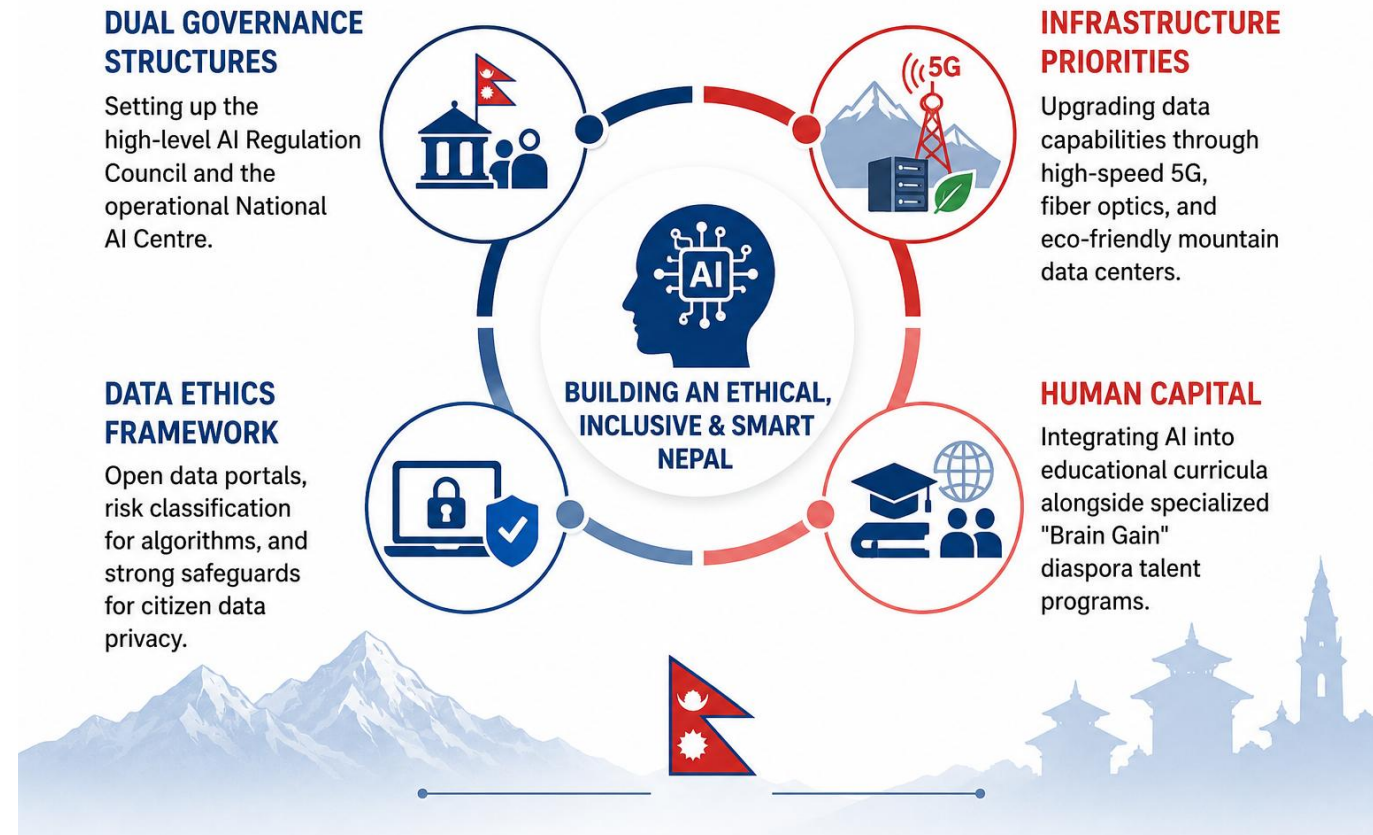 DUAL GOVERNANCE
STRUCTURES
Setting up the
high-level AI Regulation
Council and the
operational National
AI Centre.
5G
INFRASTRUCTURE
PRIORITIES
Upgrading data
capabilities through
high-speed 5G,
fiber optics, and
eco-friendly mountain
data centers.
AI
BUILDING AN ETHICAL,
INCLUSIVE & SMART
NEPAL
DATA ETHICS
FRAMEWORK
Open data portals,
risk classification
for algorithms, and
strong safeguards
for citizen data
privacy.
HUMAN CAPITAL
Integrating AI into
educational curricula
alongside specialized
"Brain Gain"
diaspora talent
programs.